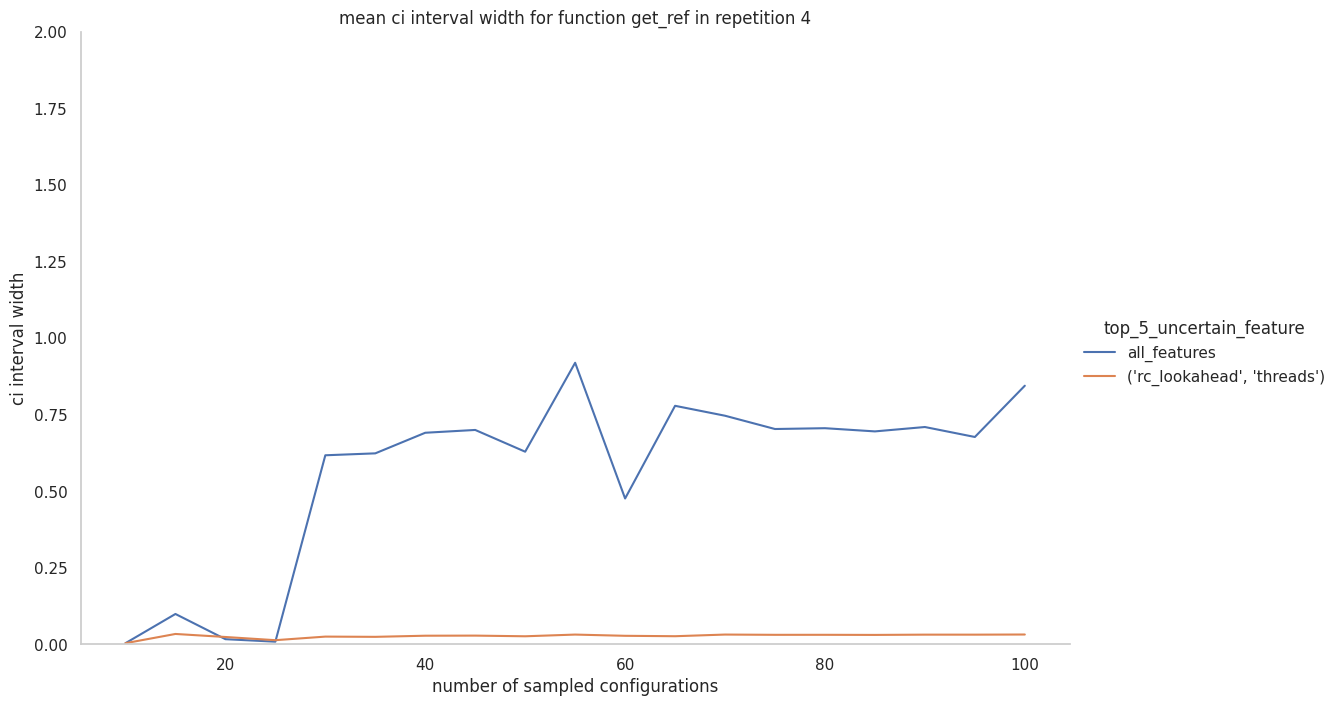 mean ci interval width for function get_ref in repetition 4
2.00
1.75
1.50
1.25
1.00
0.75
0.50
0.25
0.00
ci interval width
20
40
60
80
100
number of sampled configurations
top_5_uncertain_feature
all_features
('rc_lookahead', 'threads')